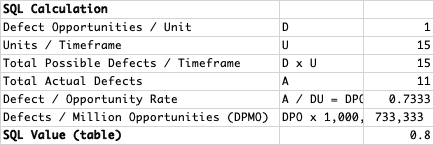 SQL Calculation
Defect Opportunities / Unit D 1
Units / Timeframe U 15
Total Possible Defects / Timeframe D x U 15
Total Actual Defects A 11
Defect / Opportunity Rate A / DU = DPO 0.7333
Defects / Million Opportunities (DPMO) DPO x 1,000, 733,333
SQL Value (table) 0.8